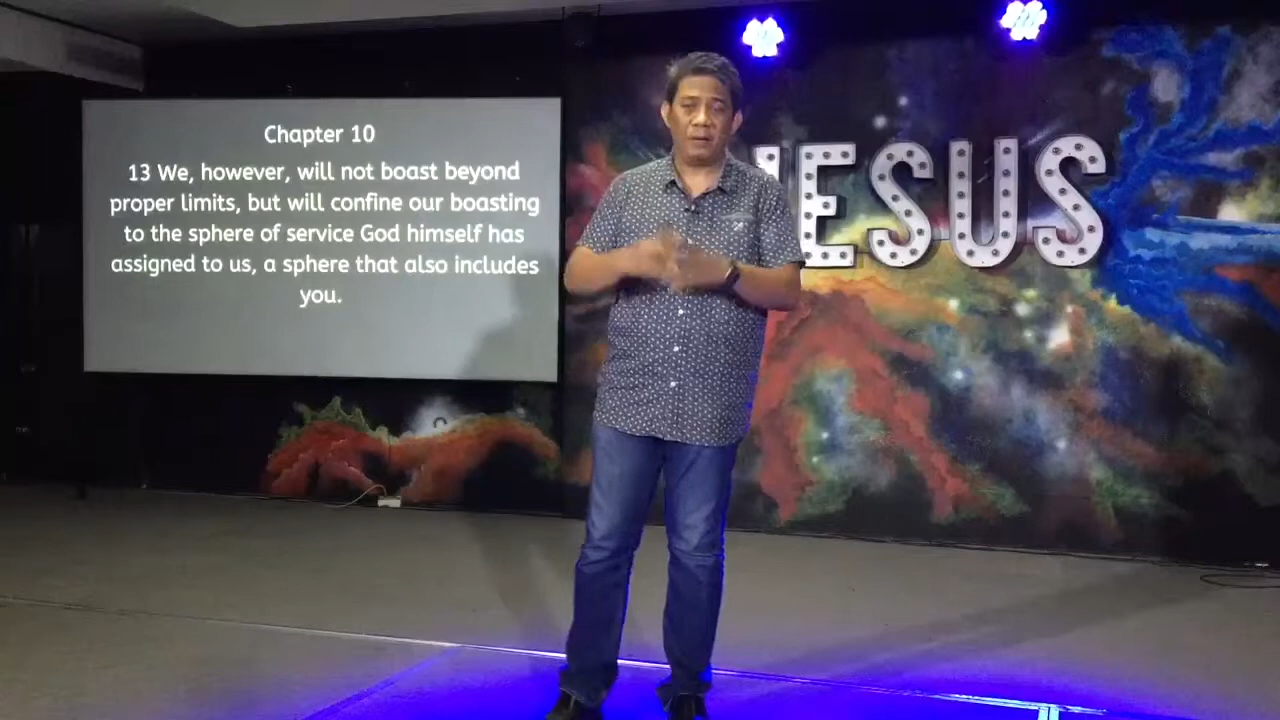 Chapter 10
13 We, however, will not boast beyond
proper limits, but will confine our boasting
to the sphere of service God himself has
assigned to us, a sphere that also includes
you.
JESUS